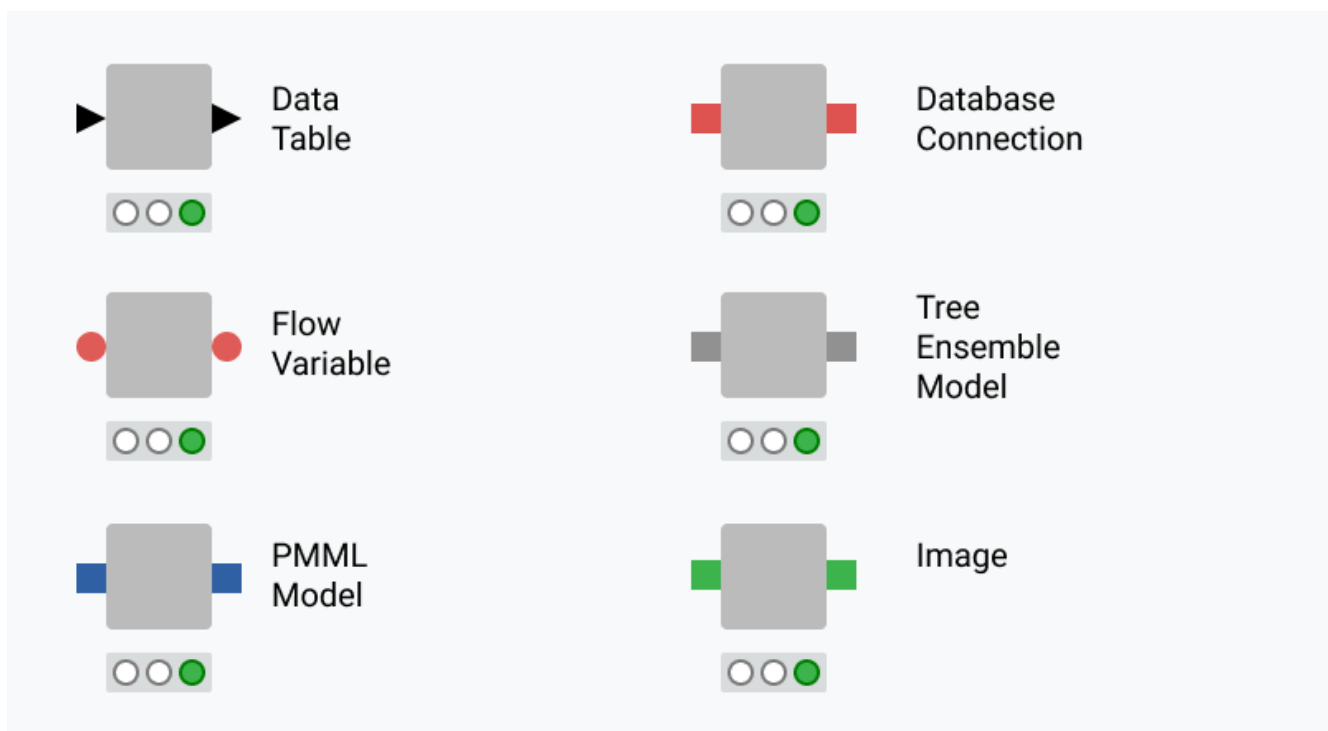 Data
Table
Database
Connection
Flow
Variable
Tree
Ensemble
Model
PMML
Model
Image